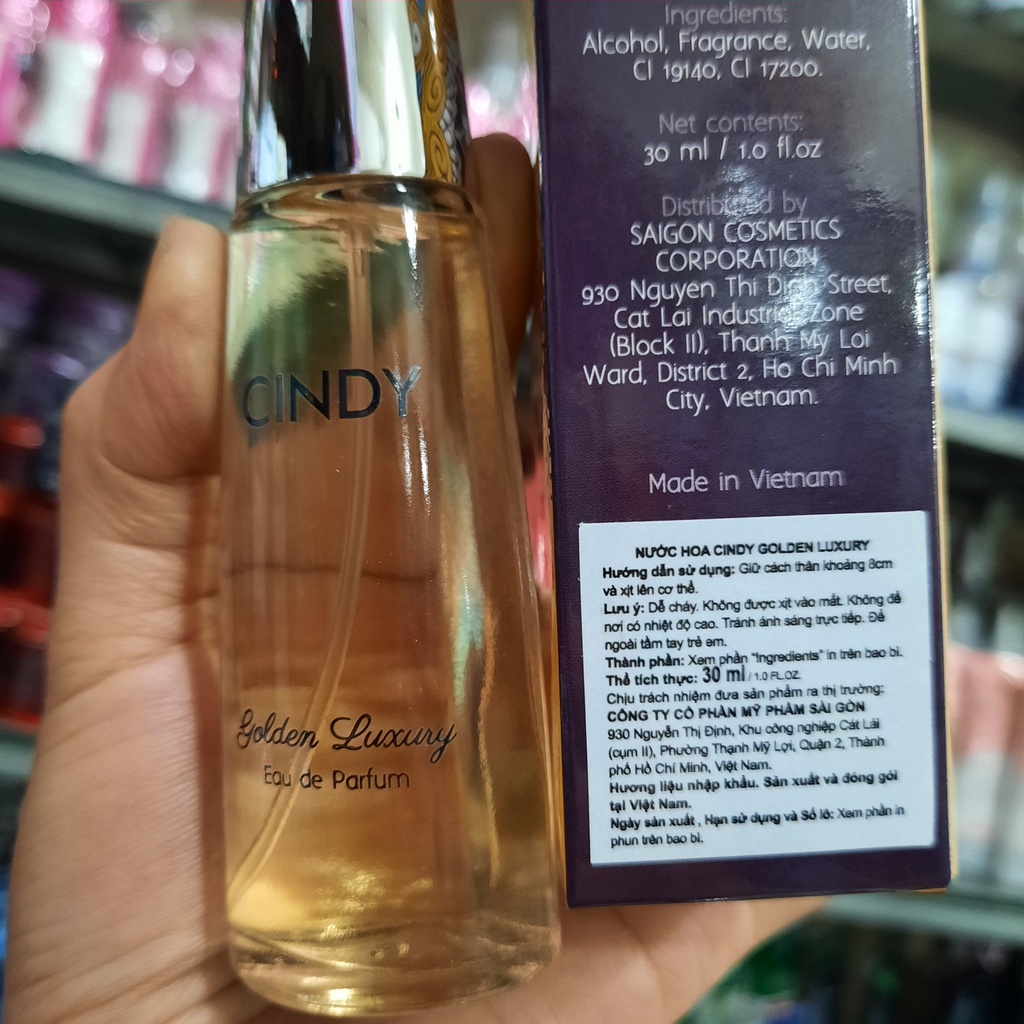 CINDY
Golden Luxury
Eau de Parfum
Ingredients:
Alcohol, Fragrance, Water,
CI 19140, CI 17200.
Net contents:
30 ml / 1.0 fl.oz
Distributed by
SAIGON COSMETICS
CORPORATION
930 Nguyen Thi Dinh Street,
Cat Lai Industrial Zone
(Block II), Thanh My Loi
Ward, District 2, Ho Chi Minh
City, Vietnam.
Made in Vietnam
NƯỚC HOA CINDY GOLDEN LUXURY
Hướng dẫn sử dụng: Giữ cách thân khoảng 8cm
và xịt lên cơ thể.
Lưu ý: Dễ cháy. Không được xịt vào mắt. Không để
nơi có nhiệt độ cao. Tránh ánh sáng trực tiếp. Để
ngoài tầm tay trẻ em.
Thành phần: Xem phần "Ingredients" in trên bao bì.
Thể tích thực: 30 ml / 1.0 FL.OZ
Chịu trách nhiệm đưa sản phẩm ra thị trường:
CÔNG TY CỔ PHẦN MỸ PHẨM SÀI GÒN
930 Nguyễn Thị Định, Khu công nghiệp Cát Lái
(cụm II), Phường Thạnh Mỹ Lợi, Quận 2, Thành
phố Hồ Chí Minh, Việt Nam.
Hương liệu nhập khẩu. Sản xuất và đóng gói
tại Việt Nam.
Ngày sản xuất , Hạn sử dụng và Số lô: Xem phần in
phun trên bao bì.